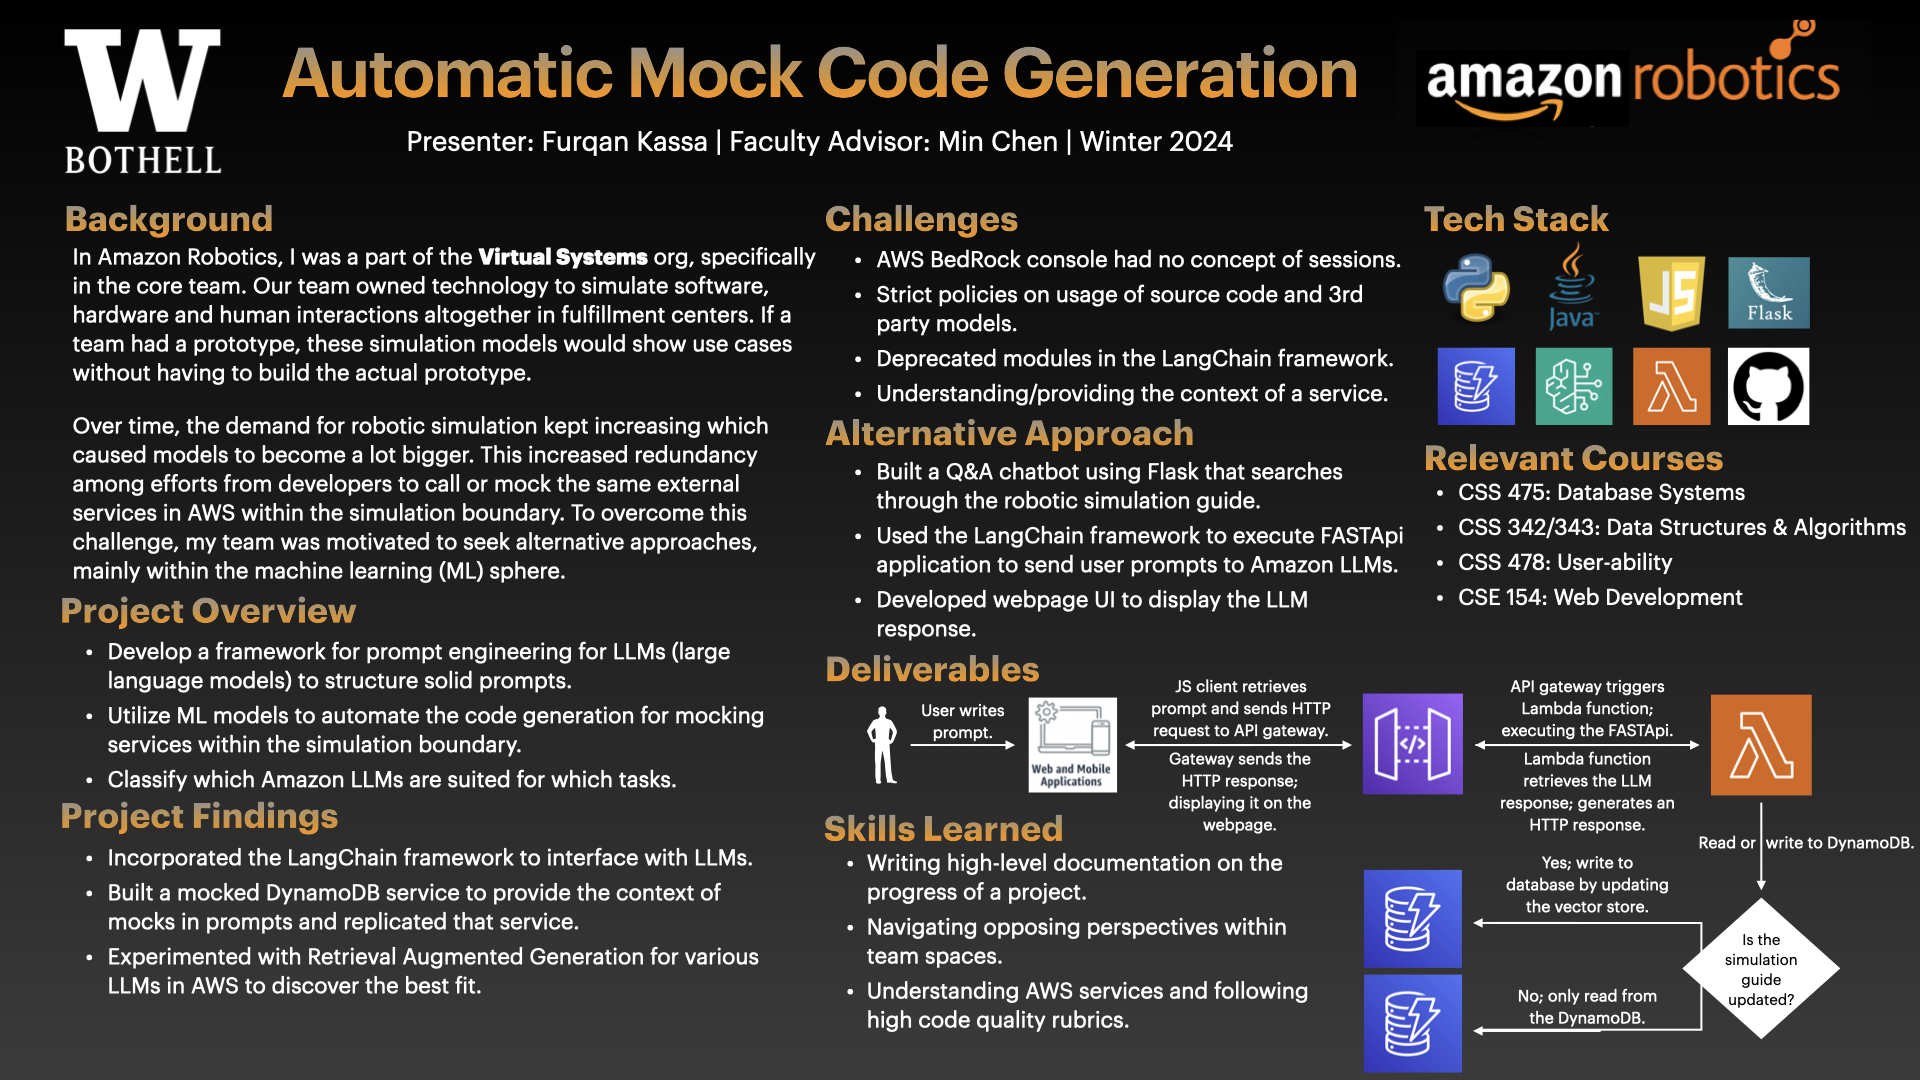 W
BOTHELL
Automatic Mock Code Generation
Presenter: Furqan Kassa | Faculty Advisor: Min Chen | Winter 2024
amazon robotics
Background
In Amazon Robotics, I was a part of the Virtual Systems org, specifically
in the core team. Our team owned technology to simulate software,
hardware and human interactions altogether in fulfillment centers. If a
team had a prototype, these simulation models would show use cases
without having to build the actual prototype.
Over time, the demand for robotic simulation kept increasing which
caused models to become a lot bigger. This increased redundancy
among efforts from developers to call or mock the same external
services in AWS within the simulation boundary. To overcome this
challenge, my team was motivated to seek alternative approaches,
mainly within the machine learning (ML) sphere.
Project Overview
• Develop a framework for prompt engineering for LLMs (large
language models) to structure solid prompts.
• Utilize ML models to automate the code generation for mocking
services within the simulation boundary.
• Classify which Amazon LLMs are suited for which tasks.
Project Findings
• Incorporated the LangChain framework to interface with LLMs.
• Built a mocked DynamoDB service to provide the context of
mocks in prompts and replicated that service.
• Experimented with Retrieval Augmented Generation for various
LLMs in AWS to discover the best fit.
Challenges
• AWS BedRock console had no concept of sessions.
• Strict policies on usage of source code and 3rd
party models.
• Deprecated modules in the LangChain framework.
• Understanding/providing the context of a service.
Alternative Approach
• Built a Q&A chatbot using Flask that searches
through the robotic simulation guide.
• Used the LangChain framework to execute FASTApi
application to send user prompts to Amazon LLMs.
• Developed webpage UI to display the LLM
response.
Tech Stack
Java
JS
Flask
Relevant Courses
• CSS 475: Database Systems
• CSS 342/343: Data Structures & Algorithms
• CSS 478: User-ability
• CSE 154: Web Development
Deliverables
User writes
prompt.
Web and Mobile
Applications
JS client retrieves
prompt and sends HTTP
request to API gateway.
Gateway sends the
HTTP response;
displaying it on the
webpage.
</>
API gateway triggers
Lambda function;
executing the FASTApi.
Lambda function
retrieves the LLM
response; generates an
HTTP response.
Read or write to DynamoDB.
Is the
simulation
guide
updated?
Yes; write to
database by updating
the vector store.
No; only read from
the DynamoDB.
Skills Learned
• Writing high-level documentation on the
progress of a project.
• Navigating opposing perspectives within
team spaces.
• Understanding AWS services and following
high code quality rubrics.